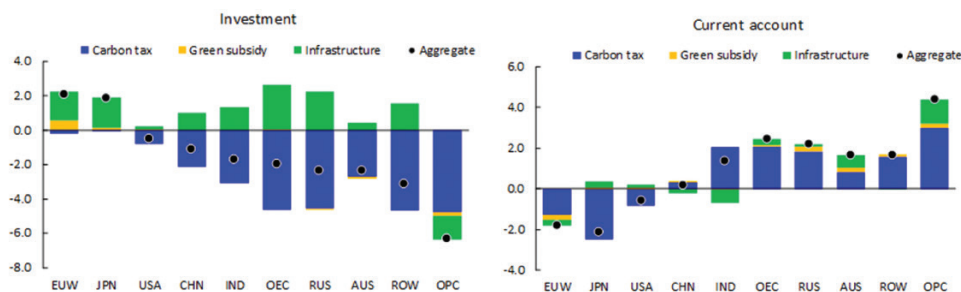 Investment
Carbon tax Green subsidy Infrastructure Aggregate
4.0
2.0
0.0
-2.0
-4.0
-6.0
-8.0
EUW JPN USA CHN IND OEC RUS AUS ROW OPC
Current account
Carbon tax Green subsidy Infrastructure Aggregate
6.0
4.0
2.0
0.0
-2.0
-4.0
EUW JPN USA CHN IND OEC RUS AUS ROW OPC